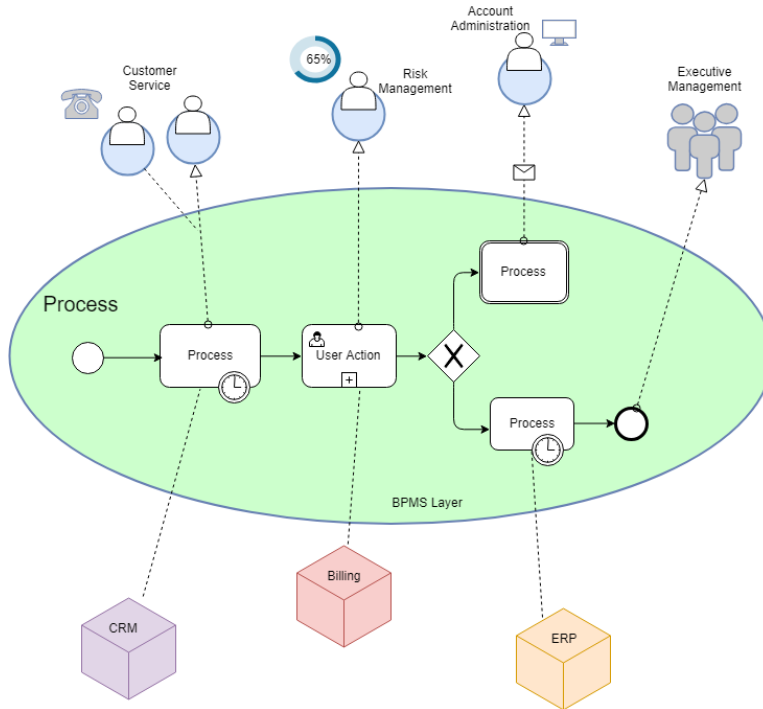 Account
Administration
65%
Customer
Service
Risk
Management
Executive
Management
Process
Process
Process
User Action
X
Process
BPMS Layer
Billing
CRM
ERP